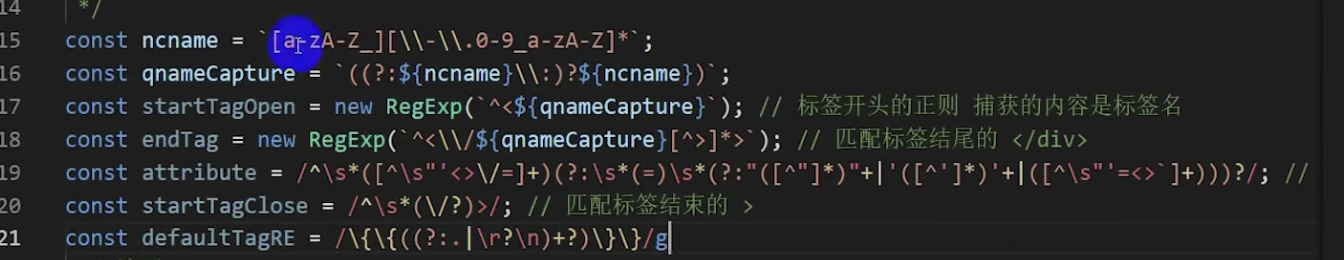 14 */
15 const ncname = `[a-zA-Z_][\\-\\.0-9_a-zA-Z]*`;
16 const qnameCapture = `((?:${ncname}\\:)?${ncname})`;
17 const startTagOpen = new RegExp(`^<${qnameCapture}`); // 标签开头的正则 捕获的内容是标签名
18 const endTag = new RegExp(`^<\\/${qnameCapture}[^>]*>`); // 匹配标签结尾的 </div>
19 const attribute = /^\s*([^\s"'<>\/=]+)(?:\s*(=)\s*(?:"([^"]*)"+|'([^']*)'+|([^\s"'=<>`]+)))?/; //
20 const startTagClose = /^\s*(\/?)>/; // 匹配标签结束的 >
21 const defaultTagRE = /\{\{((?:.|\r?\n)+?)\}\}/g